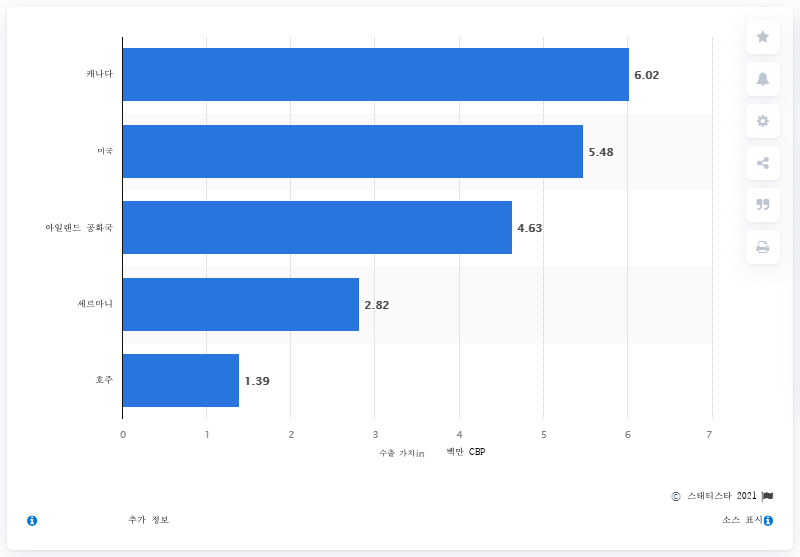 캐나다 6.02
미국 5.48
아일랜드 공화국 4.63
세르마니 2.82
호주 1.39
0 1 2 3 4 5 6 7
수출 가치in 백만 CBP
© 스태티스타 2021
추가 정보 소스 표시